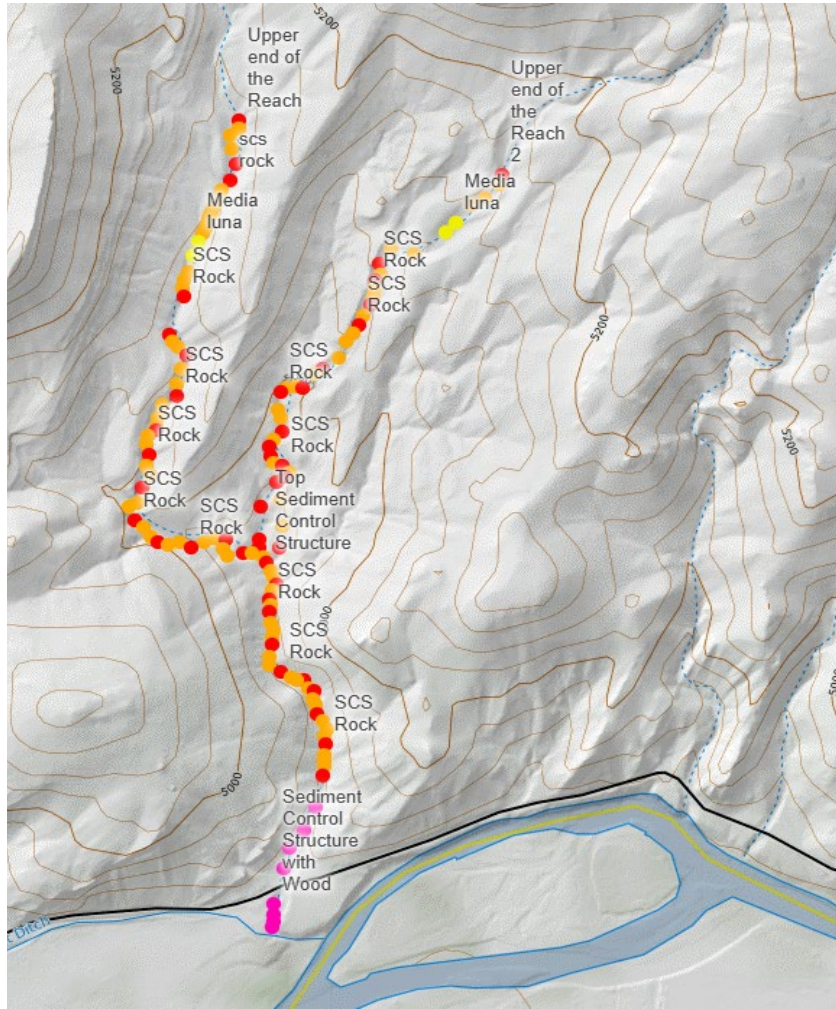 5200
Upper
end of
the
Reach
5200
Upper
end of
the
Reach
2
scs
rock
Media
luna
Media
luna
SCS
Rock
SCS
Rock
SCS
Rock
5200
SCS
Rock
SCS
Rock
SCS
Rock
SCS
Rock
5200
SCS
Rock
Top
Sediment
Control
Structure
SCS
Rock
SCS
Rock
SCS
Rock
SCS
Rock
5000
Sediment
Control
Structure
with
Wood
Ditch